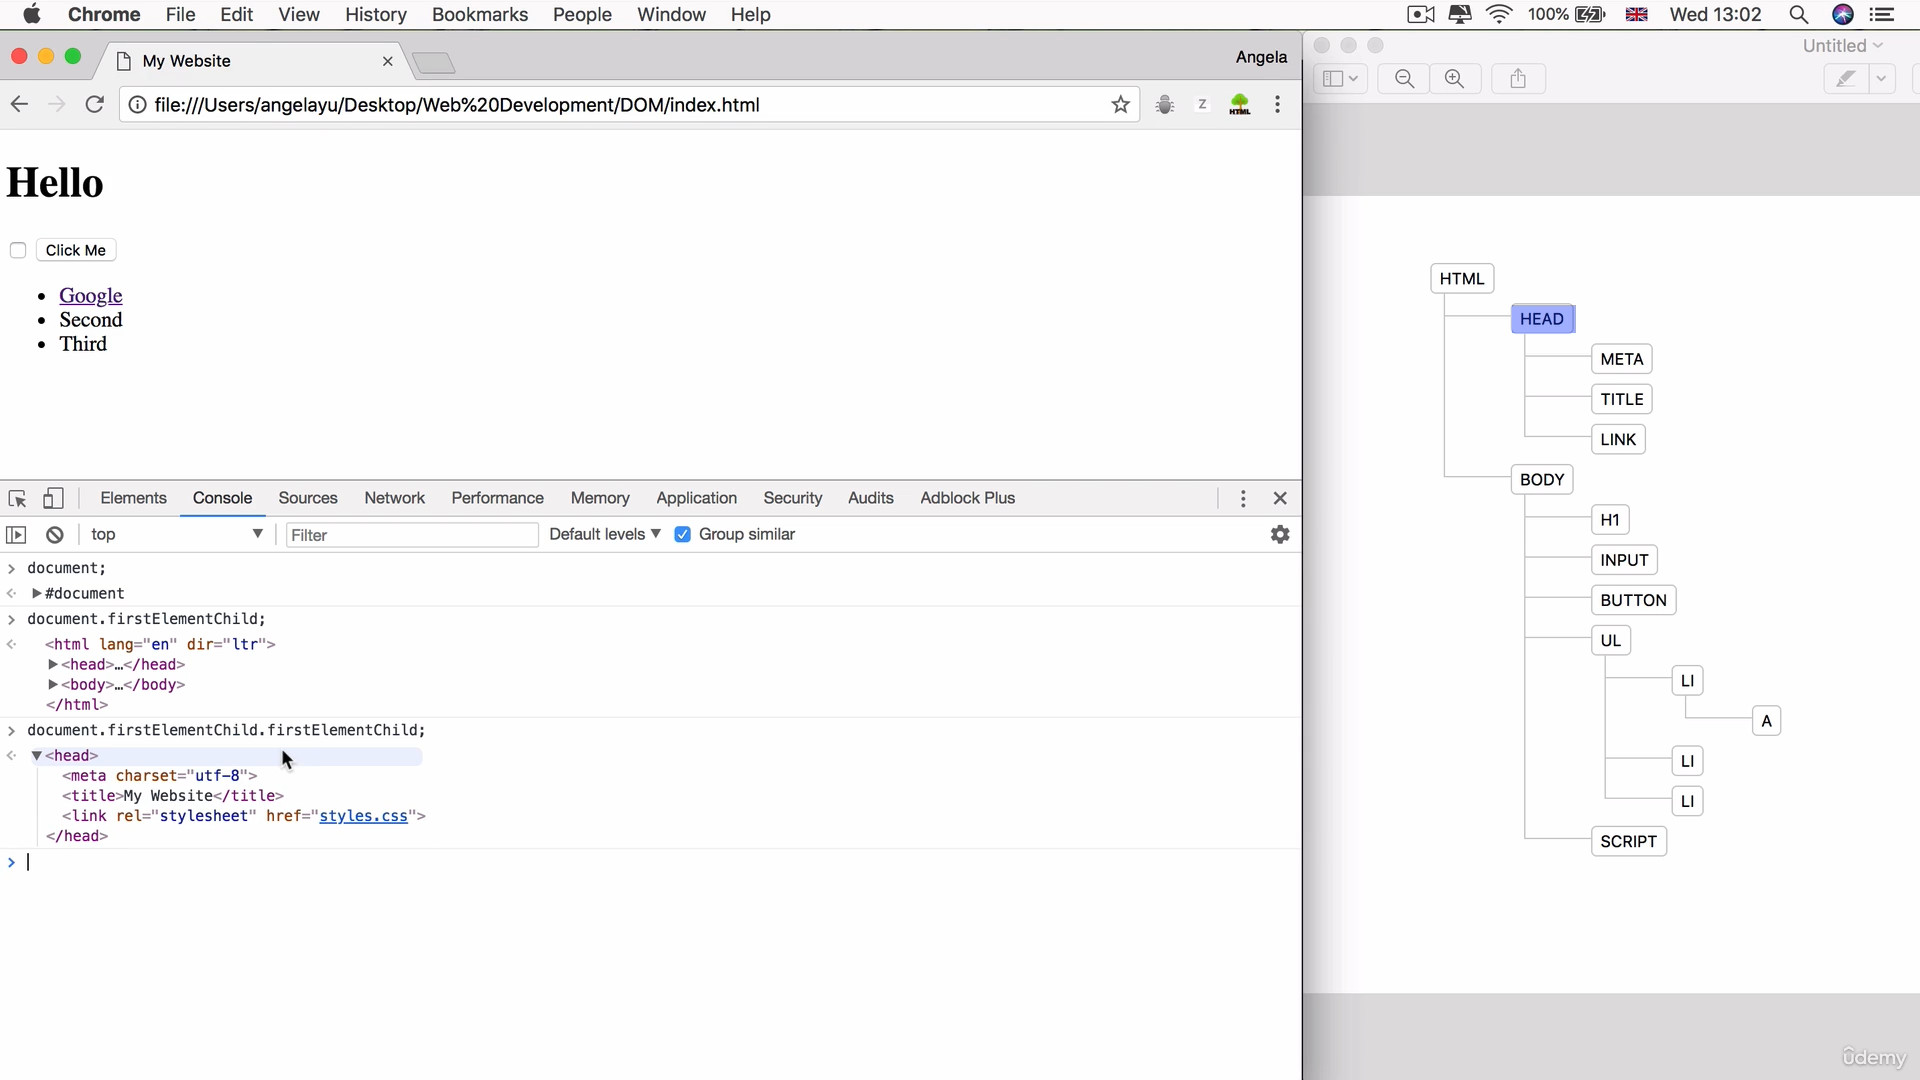 Chrome File Edit View History Bookmarks People Window Help 100% Wed 13:02
My Website
Angela
file:///Users/angelayu/Desktop/Web%20Development/DOM/index.html
Z
HTML
Hello
Click Me
Google
Second
Third
Elements Console Sources Network Performance Memory Application Security Audits Adblock Plus
top Filter Default levels Group similar
document;
#document
document.firstElementChild;
<html lang="en" dir="ltr">
<head>…</head>
<body>…</body>
</html>
document.firstElementChild.firstElementChild;
<head>
<meta charset="utf-8">
<title>My Website</title>
<link rel="stylesheet" href="styles.css">
</head>
Untitled
HTML
HEAD
META
TITLE
LINK
BODY
H1
INPUT
BUTTON
UL
LI
A
LI
LI
SCRIPT
ûdemy